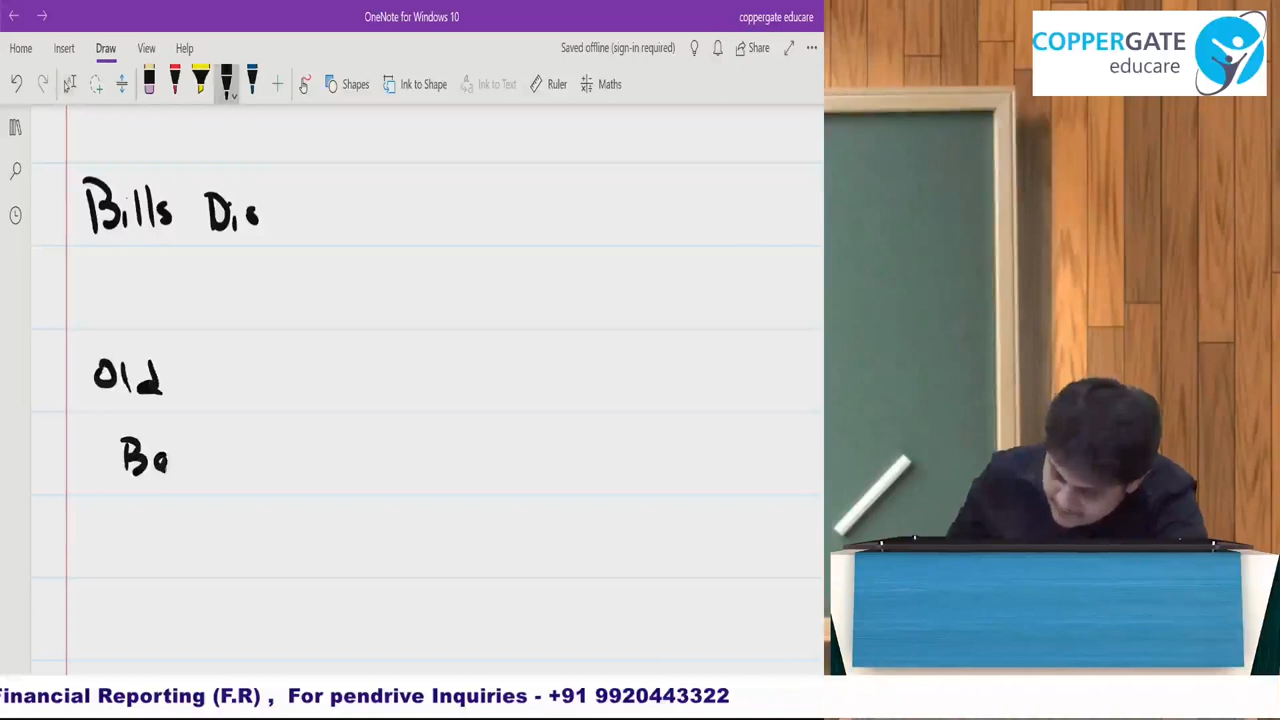 OneNote for Windows 10
coppergate educare
Home Insert Draw View Help
Saved offline (sign-in required)
Share
Shapes
Ink to Shape
Ink to Text
Ruler
Maths
COPPERGATE
educare
Bills Dis
Old
Ba
Financial Reporting (F.R) , For pendrive Inquiries - +91 9920443322